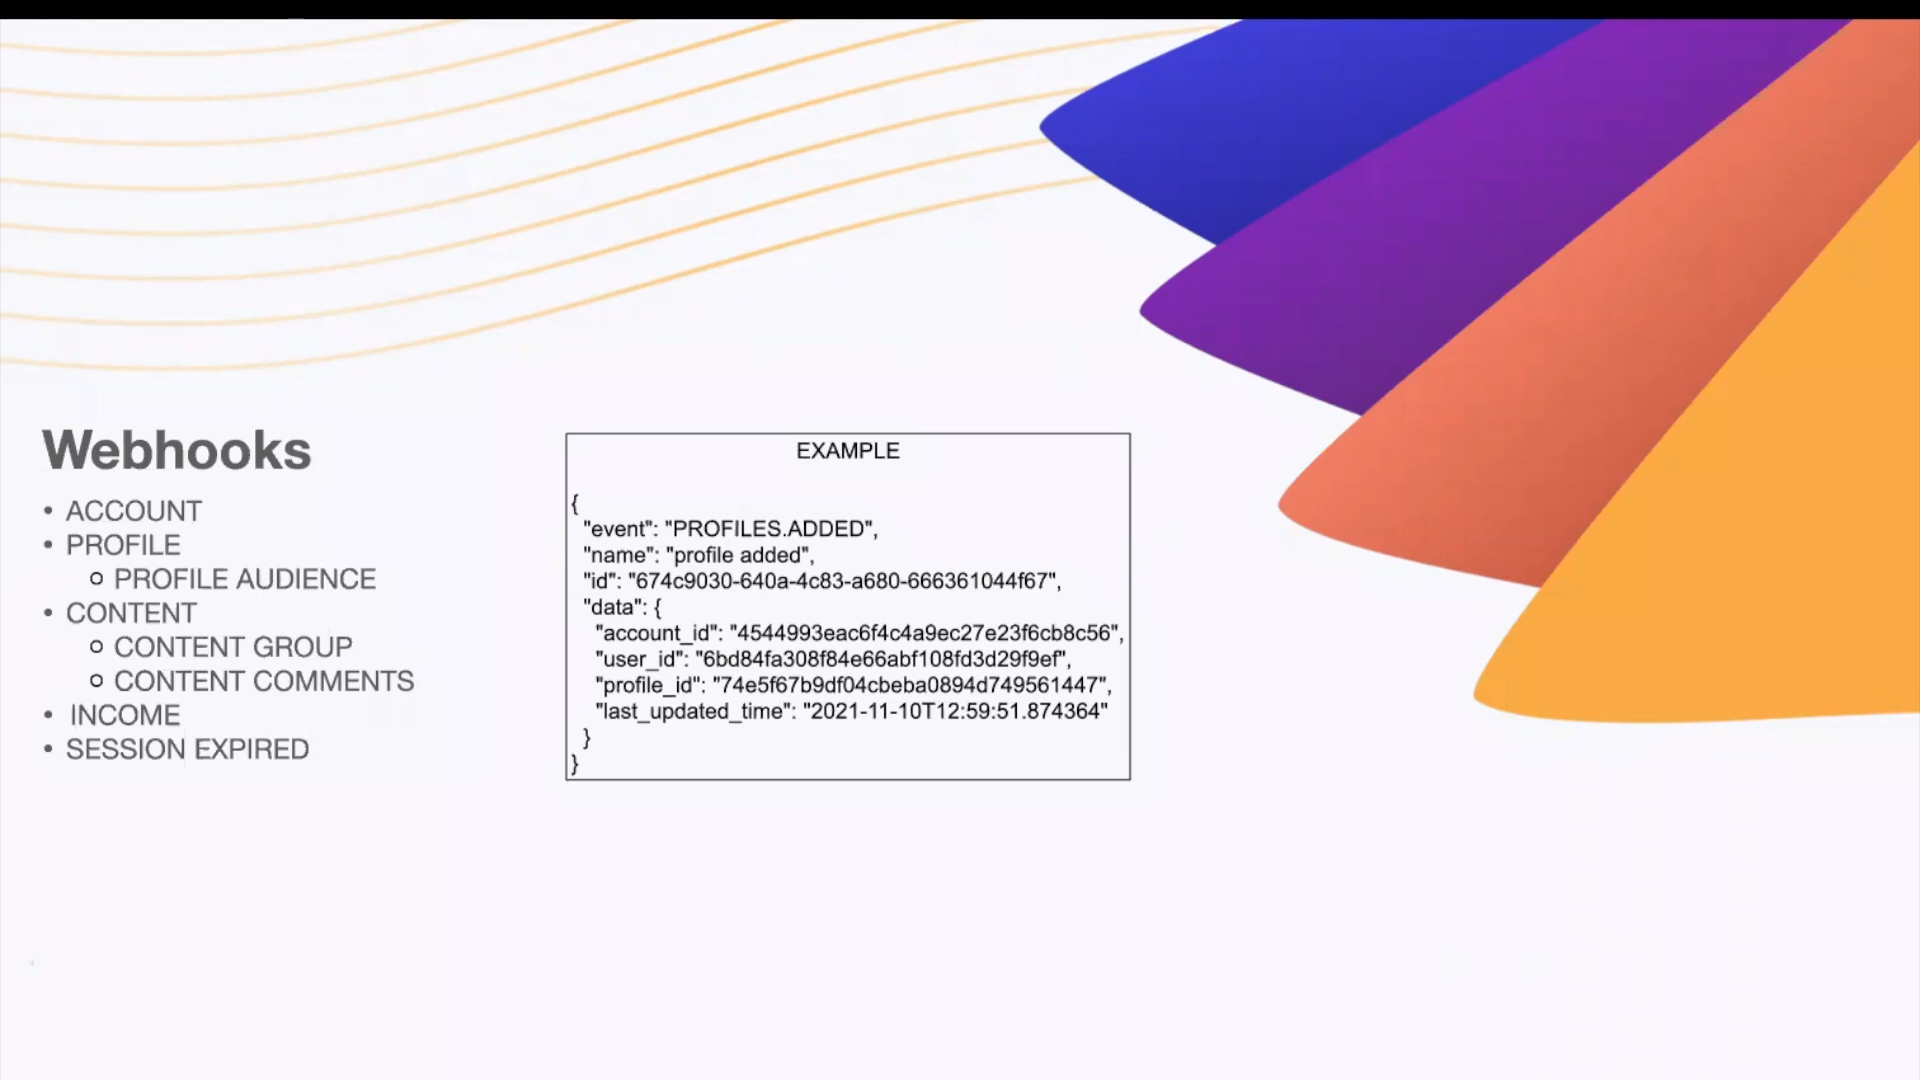 Webhooks
• ACCOUNT
• PROFILE
○ PROFILE AUDIENCE
• CONTENT
○ CONTENT GROUP
○ CONTENT COMMENTS
• INCOME
• SESSION EXPIRED
EXAMPLE
{
"event": "PROFILES.ADDED",
"name": "profile added",
"id": "674c9030-640a-4c83-a680-666361044f67",
"data": {
"account_id": "4544993eac6f4c4a9ec27e23f6cb8c56",
"user_id": "6bd84fa308f84e66abf108fd3d29f9ef",
"profile_id": "74e5f67b9df04cbeba0894d749561447",
"last_updated_time": "2021-11-10T12:59:51.874364"
}
}